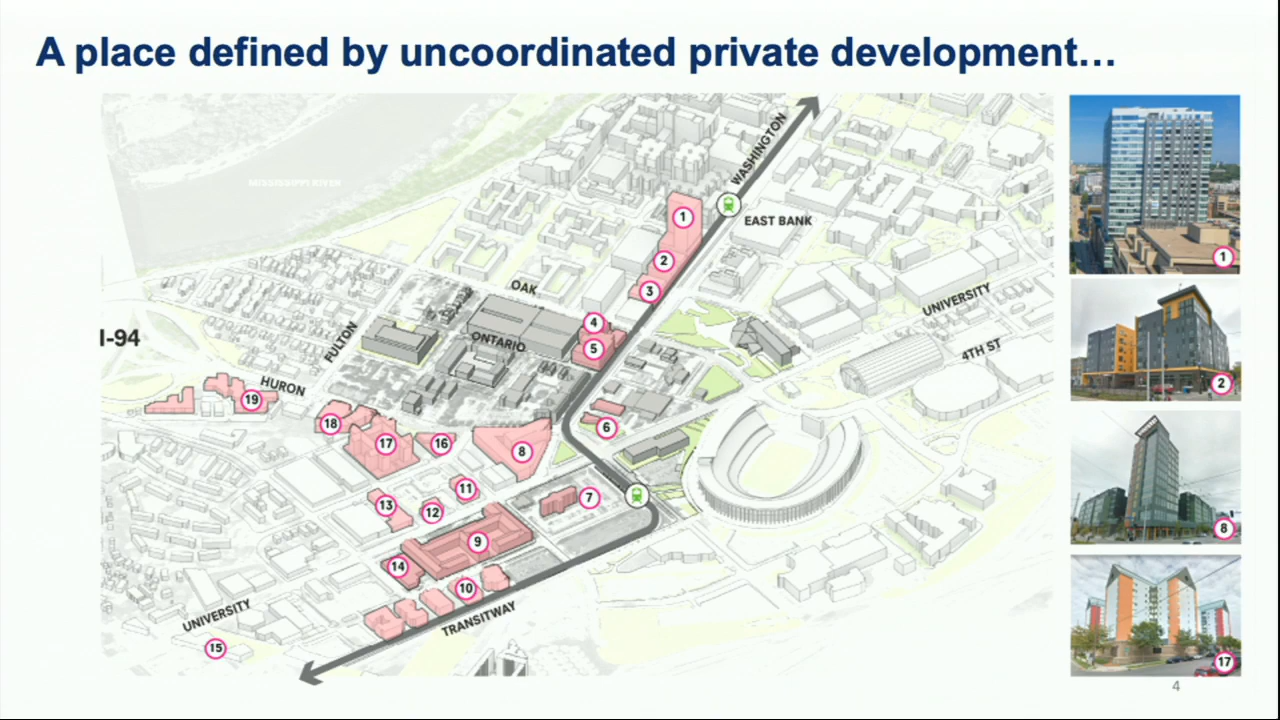 A place defined by uncoordinated private development...
MISSISSIPPI RIVER
WASHINGTON
1
EAST BANK
2
3
OAK
UNIVERSITY
4
I-94
FULTON
ONTARIO
5
4TH ST
HURON
19
18
17
16
8
6
11
7
13
12
9
14
10
UNIVERSITY
TRANSITWAY
15
1
2
8
17
4